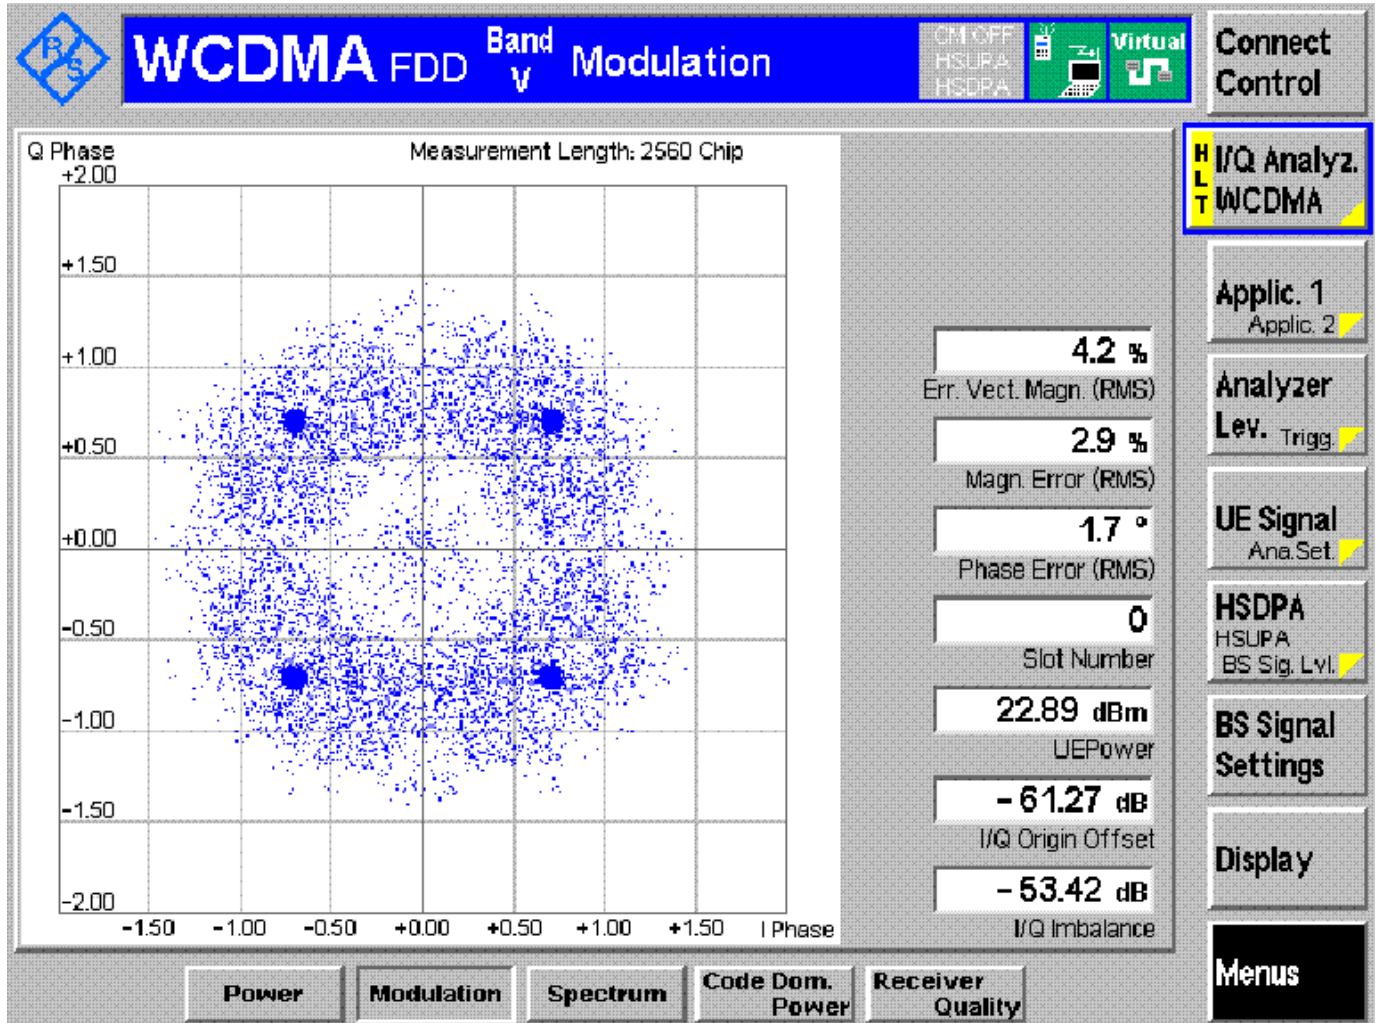 R&S
WCDMA FDD Band V Modulation
CM:OFF
HSUPA
HSDPA
Virtual
Connect
Control
Q Phase
Measurement Length: 2560 Chip
+2.00
+1.50
+1.00
+0.50
+0.00
-0.50
-1.00
-1.50
-2.00
-1.50 -1.00 -0.50 +0.00 +0.50 +1.00 +1.50 I Phase
4.2 %
Err. Vect. Magn. (RMS)
2.9 %
Magn. Error (RMS)
1.7 °
Phase Error (RMS)
0
Slot Number
22.89 dBm
UEPower
- 61.27 dB
I/Q Origin Offset
- 53.42 dB
I/Q Imbalance
HLT
I/Q Analyz.
WCDMA
Applic. 1
Applic. 2
Analyzer
Lev. Trigg.
UE Signal
Ana.Set.
HSDPA
HSUPA
BS Sig. Lvl.
BS Signal
Settings
Display
Menus
Power
Modulation
Spectrum
Code Dom.
Power
Receiver
Quality